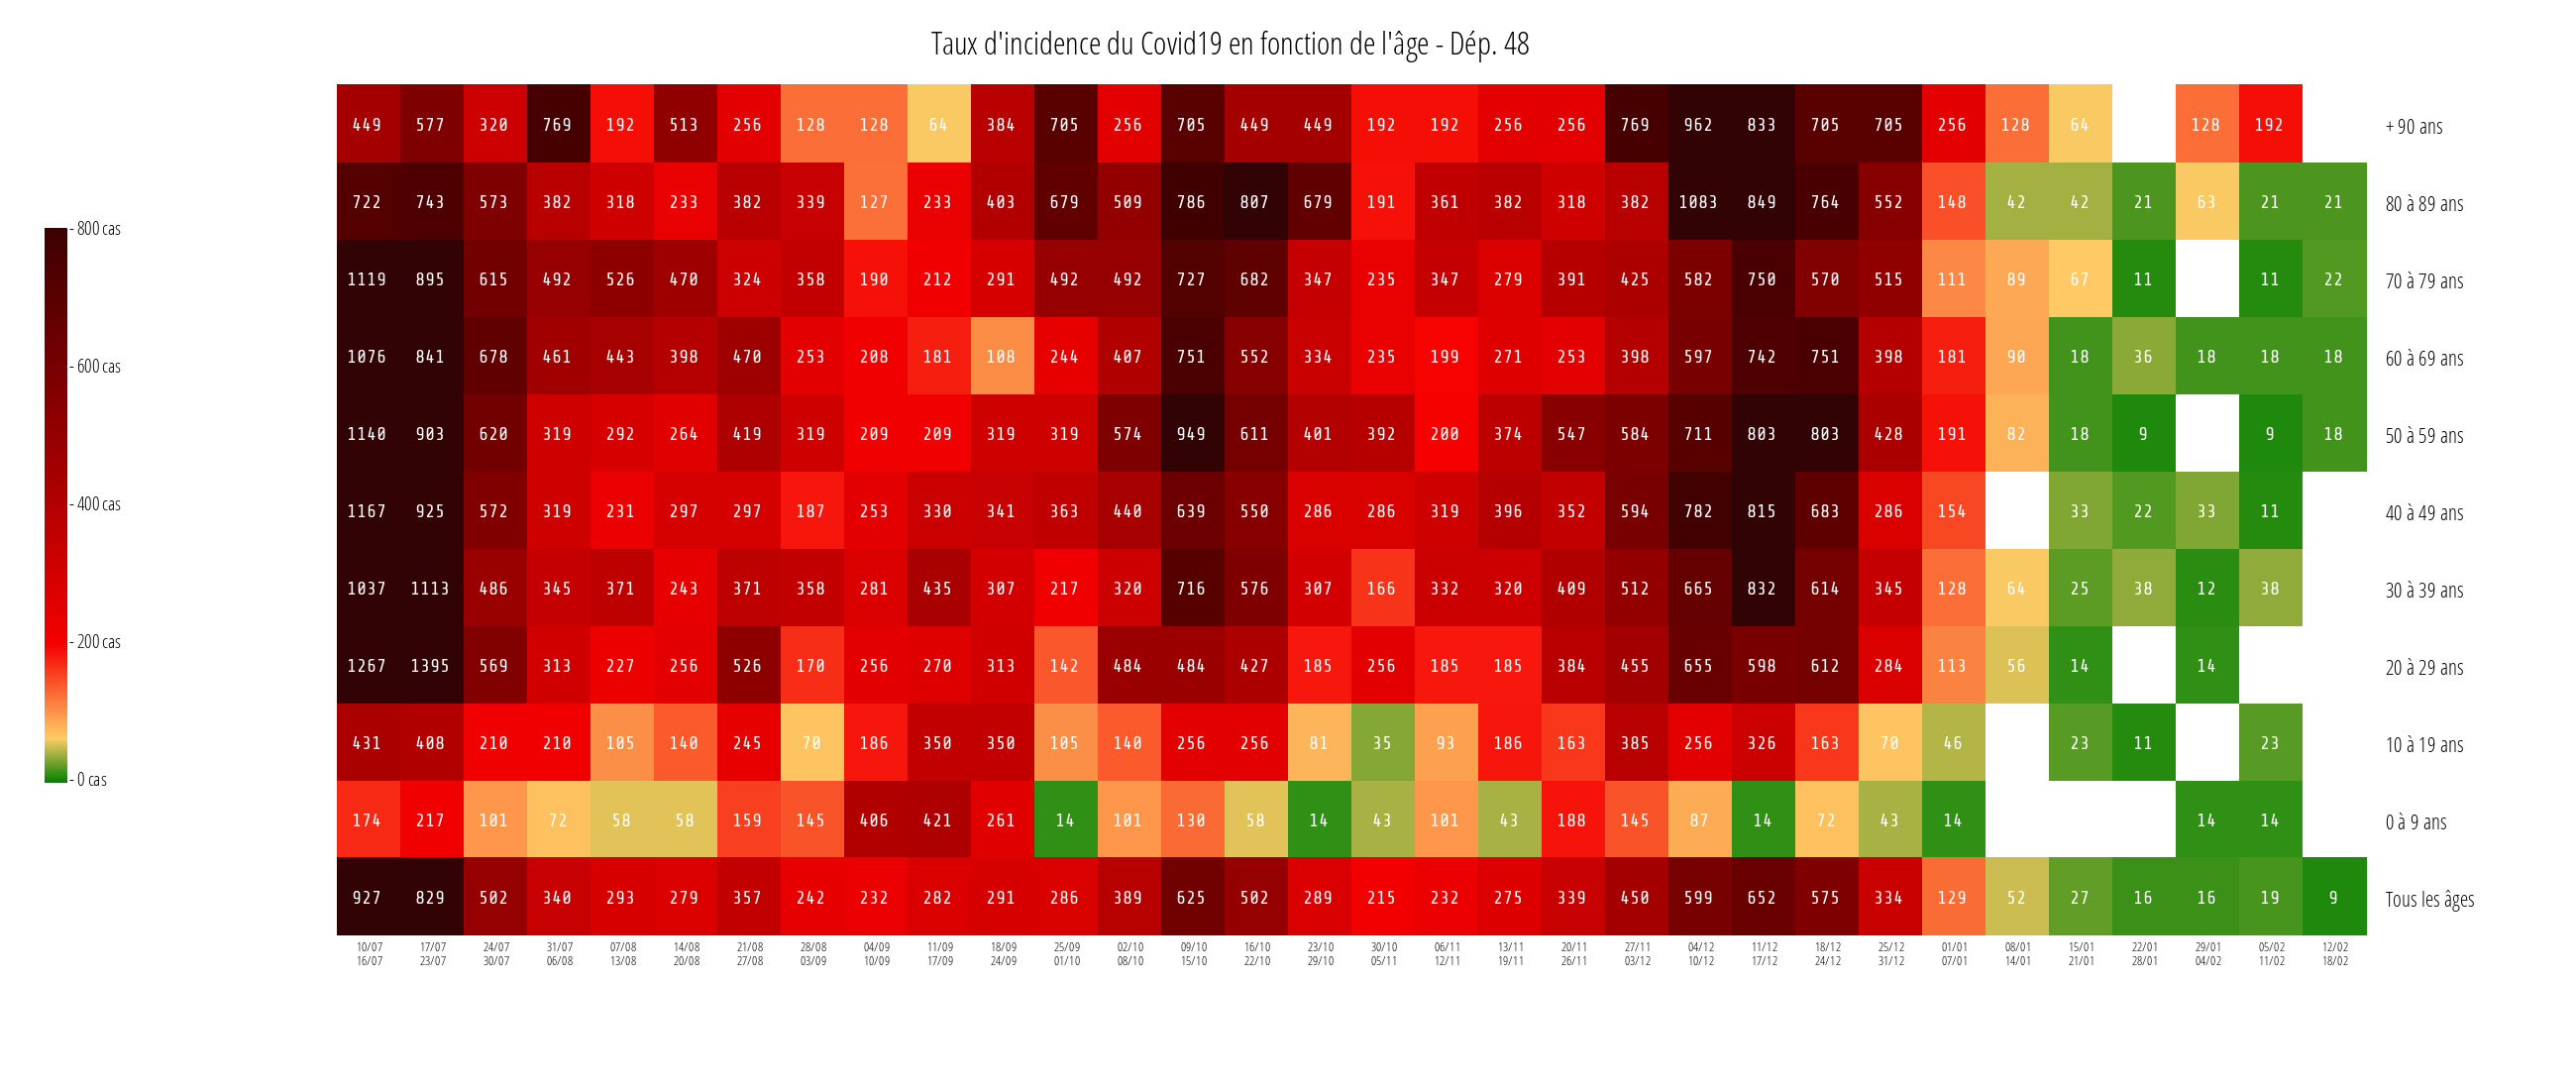 Taux d'incidence du Covid19 en fonction de l'âge - Dép. 48
449 577 320 769 192 513 256 128 128 64 384 705 256 705 449 449 192 192 256 256 769 962 833 705 705 256 128 64 128 192 + 90 ans
722 743 573 382 318 233 382 339 127 233 403 679 509 786 807 679 191 361 382 318 382 1083 849 764 552 148 42 42 21 63 21 21 80 à 89 ans
- 800 cas
1119 895 615 492 526 470 324 358 190 212 291 492 492 727 682 347 235 347 279 391 425 582 750 570 515 111 89 67 11 11 22 70 à 79 ans
1076 841 678 461 443 398 470 253 208 181 108 244 407 751 552 334 235 199 271 253 398 597 742 751 398 181 90 18 36 18 18 18 60 à 69 ans
- 600 cas
1140 903 620 319 292 264 419 319 209 209 319 319 574 949 611 401 392 200 374 547 584 711 803 803 428 191 82 18 9 9 18 50 à 59 ans
- 400 cas
1167 925 572 319 231 297 297 187 253 330 341 363 440 639 550 286 286 319 396 352 594 782 815 683 286 154 33 22 33 11 40 à 49 ans
1037 1113 486 345 371 243 371 358 281 435 307 217 320 716 576 307 166 332 320 409 512 665 832 614 345 128 64 25 38 12 38 30 à 39 ans
- 200 cas
1267 1395 569 313 227 256 526 170 256 270 313 142 484 484 427 185 256 185 185 384 455 655 598 612 284 113 56 14 14 20 à 29 ans
431 408 210 210 105 140 245 70 186 350 350 105 140 256 256 81 35 93 186 163 385 256 326 163 70 46 23 11 23 10 à 19 ans
- 0 cas
174 217 101 72 58 58 159 145 406 421 261 14 101 130 58 14 43 101 43 188 145 87 14 72 43 14 14 14 0 à 9 ans
927 829 502 340 293 279 357 242 232 282 291 286 389 625 502 289 215 232 275 339 450 599 652 575 334 129 52 27 16 16 19 9 Tous les âges
10/07 17/07 24/07 31/07 07/08 14/08 21/08 28/08 04/09 11/09 18/09 25/09 02/10 09/10 16/10 23/10 30/10 06/11 13/11 20/11 27/11 04/12 11/12 18/12 25/12 01/01 08/01 15/01 22/01 29/01 05/02 12/02
16/07 23/07 30/07 06/08 13/08 20/08 27/08 03/09 10/09 17/09 24/09 01/10 08/10 15/10 22/10 29/10 05/11 12/11 19/11 26/11 03/12 10/12 17/12 24/12 31/12 07/01 14/01 21/01 28/01 04/02 11/02 18/02